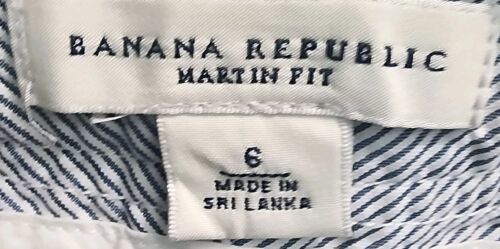 BANANA REPUBLIC
MARTIN FIT
6
MADE IN
SRI LANKA